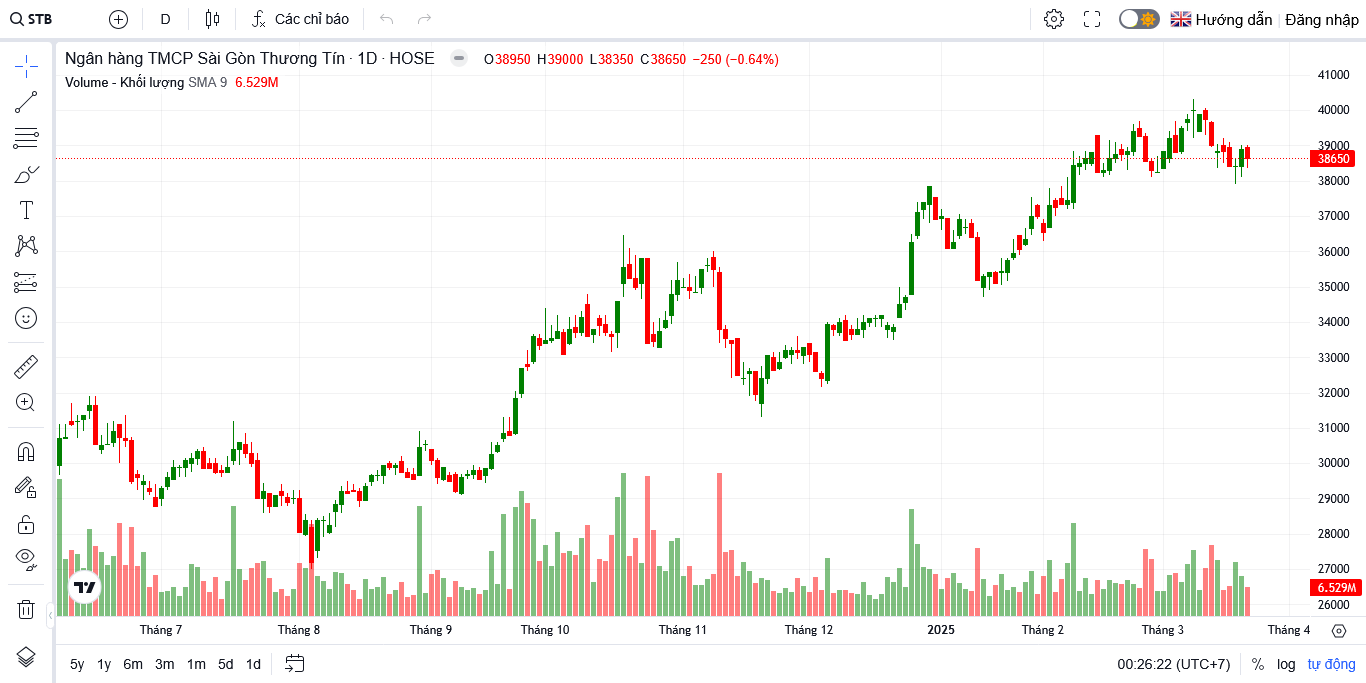 STB D Các chỉ báo Hướng dẫn Đăng nhập
Ngân hàng TMCP Sài Gòn Thương Tín · 1D · HOSE O38950 H39000 L38350 C38650 −250 (−0.64%)
Volume - Khối lượng SMA 9 6.529M
41000
40000
39000
38650
38000
37000
36000
35000
34000
33000
32000
31000
30000
29000
28000
27000
6.529M
26000
Tháng 7 Tháng 8 Tháng 9 Tháng 10 Tháng 11 Tháng 12 2025 Tháng 2 Tháng 3 Tháng 4
5y 1y 6m 3m 1m 5d 1d 00:26:22 (UTC+7) % log tự động